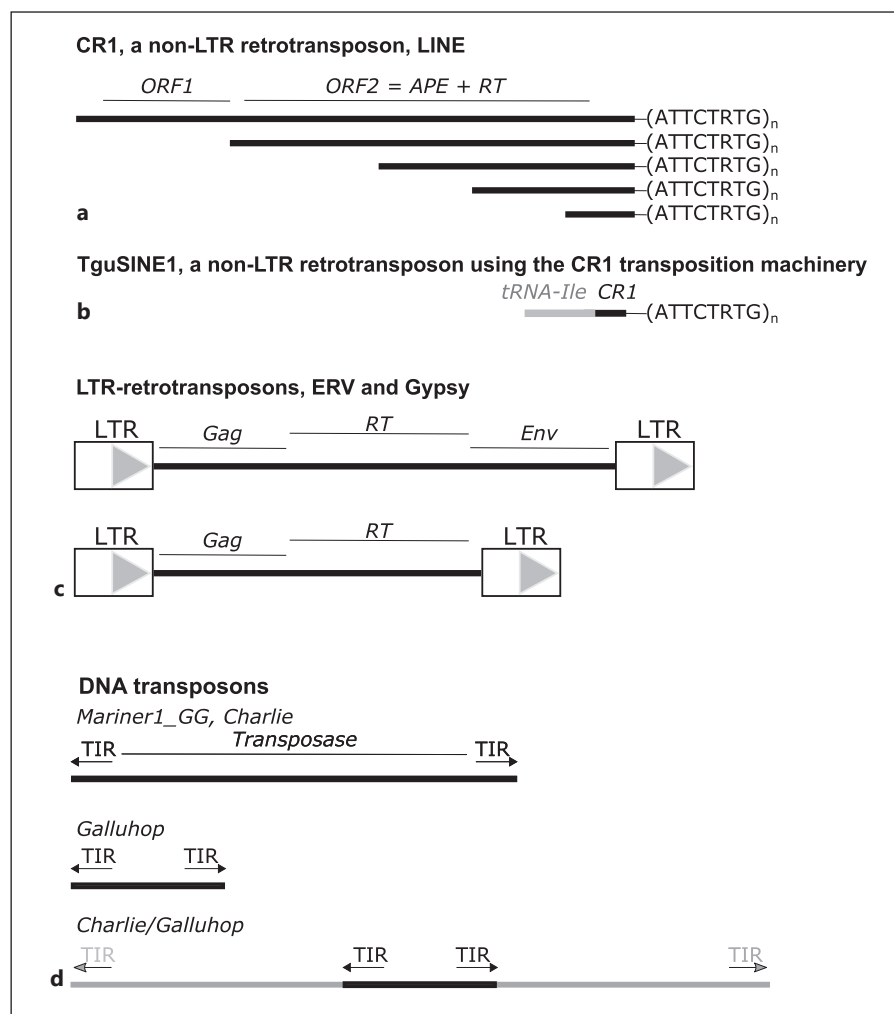 CR1, a non-LTR retrotransposon, LINE
ORF1 ORF2 = APE + RT
(ATTCTRTG)n
(ATTCTRTG)n
(ATTCTRTG)n
(ATTCTRTG)n
a (ATTCTRTG)n
TguSINE1, a non-LTR retrotransposon using the CR1 transposition machinery
tRNA-Ile CR1
b (ATTCTRTG)n
LTR-retrotransposons, ERV and Gypsy
LTR Gag RT Env LTR
LTR Gag RT LTR
c
DNA transposons
Mariner1_GG, Charlie
TIR Transposase TIR
Galluhop
TIR TIR
Charlie/Galluhop
TIR TIR TIR TIR
d